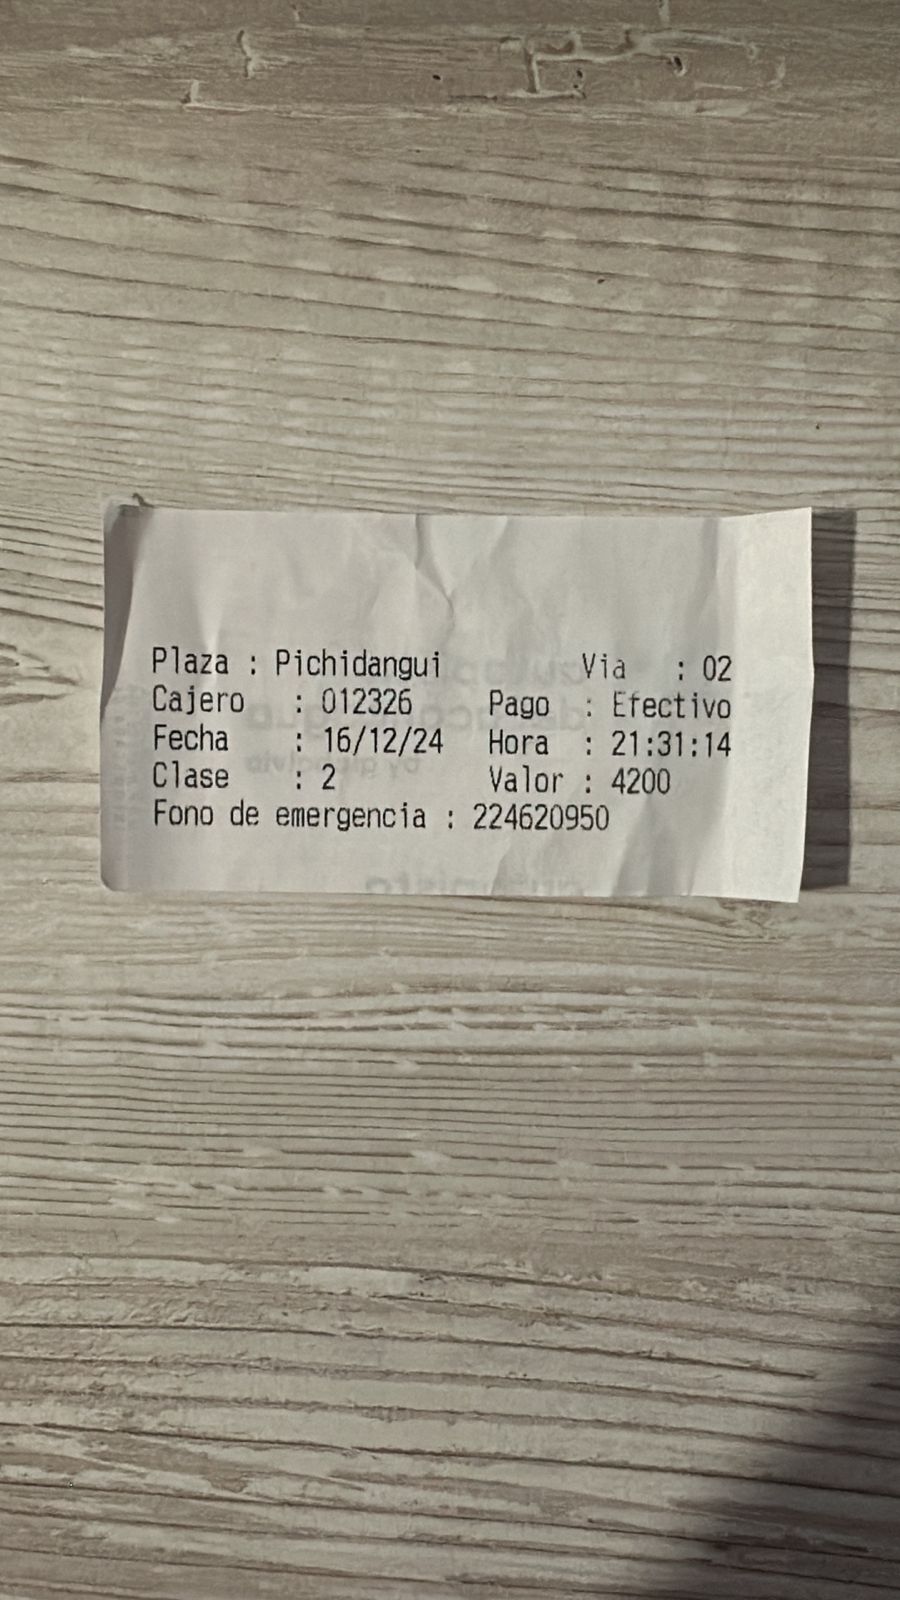 Plaza : Pichidangui Via : 02
Cajero : 012326 Pago : Efectivo
Fecha : 16/12/24 Hora : 21:31:14
Clase : 2 Valor : 4200
Fono de emergencia : 224620950